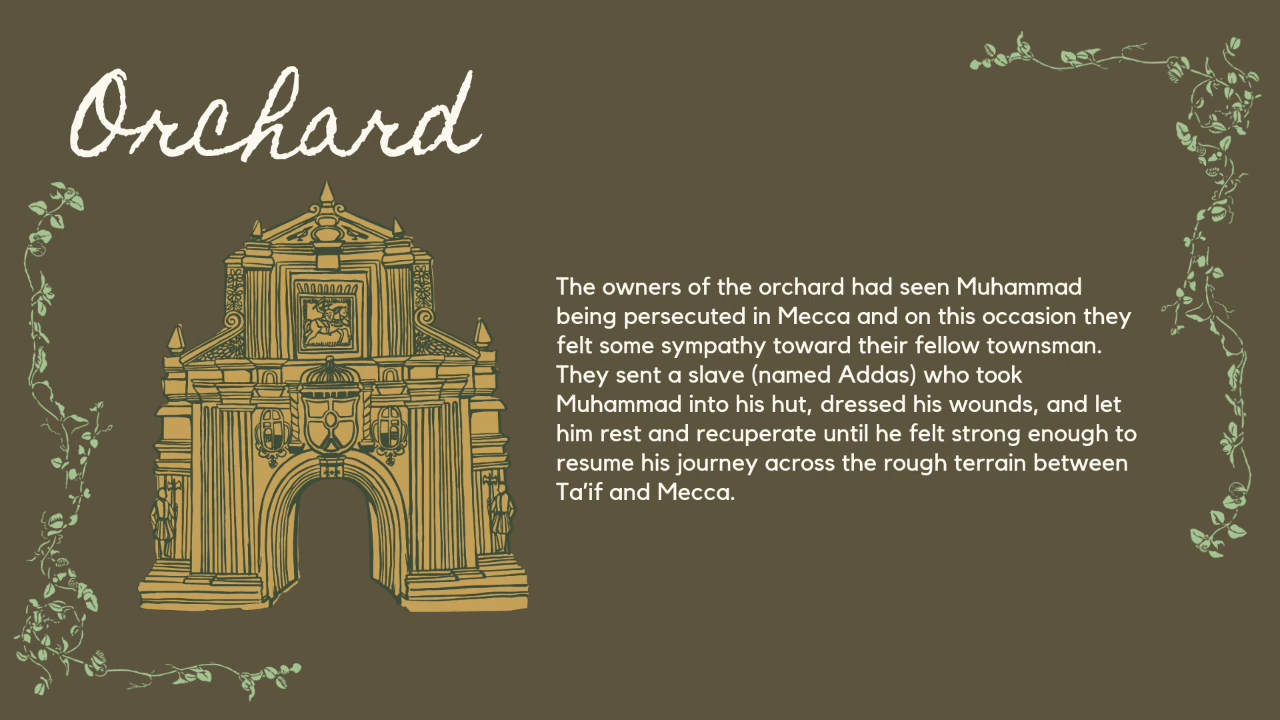 Orchard
The owners of the orchard had seen Muhammad
being persecuted in Mecca and on this occasion they
felt some sympathy toward their fellow townsman.
They sent a slave (named Addas) who took
Muhammad into his hut, dressed his wounds, and let
him rest and recuperate until he felt strong enough to
resume his journey across the rough terrain between
Ta’if and Mecca.